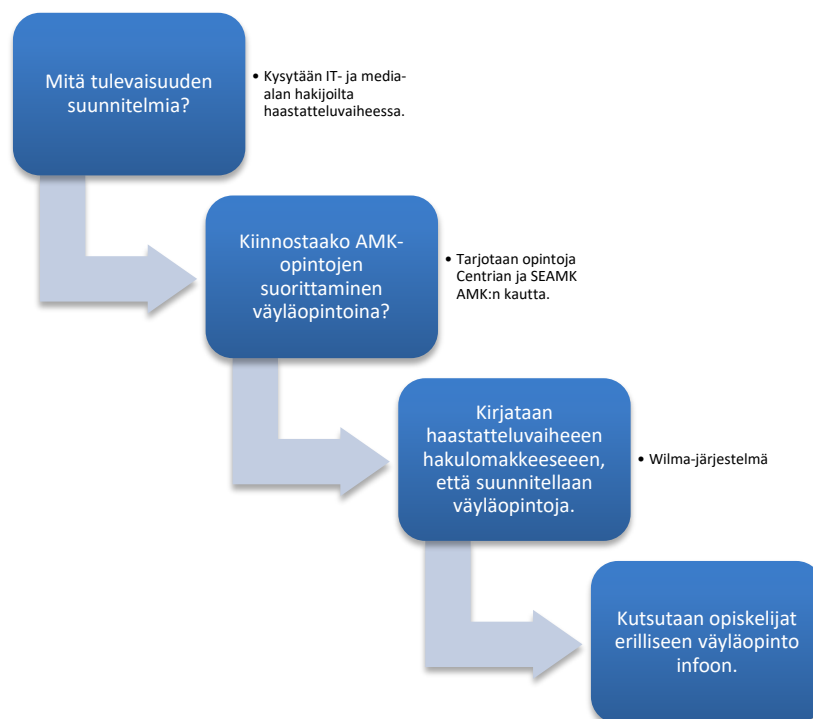 Mitä tulevaisuuden
suunnitelmia?
• Kysytään IT- ja media-
alan hakijoilta
haastatteluvaiheessa.
Kiinnostaako AMK-
opintojen
suorittaminen
väyläopintoina?
• Tarjotaan opintoja
Centrian ja SEAMK
AMK:n kautta.
Kirjataan
haastatteluvaiheeen
hakulomakkeeseeen,
että suunnitellaan
väyläopintoja.
• Wilma-järjestelmä
Kutsutaan opiskelijat
erilliseen väyläopinto
infoon.